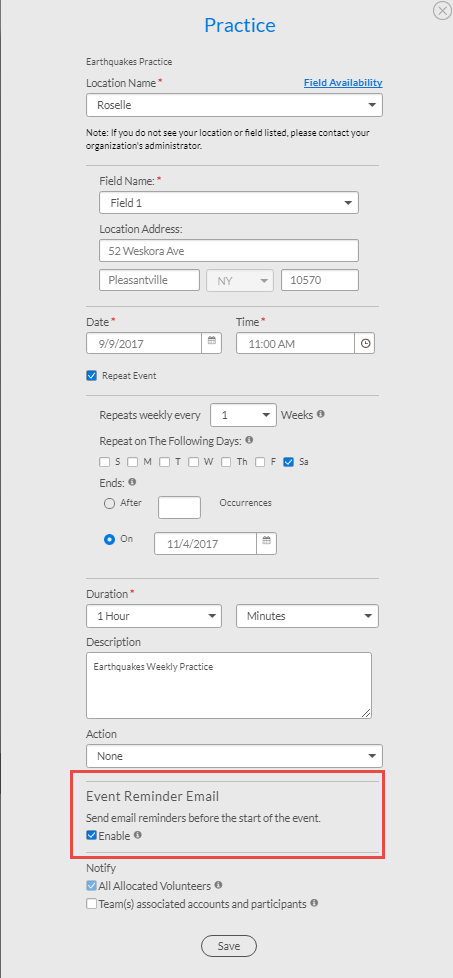 Practice
Earthquakes Practice
Location Name * Field Availability
Roselle
Note: If you do not see your location or field listed, please contact your
organization's administrator.
Field Name: *
Field 1
Location Address:
52 Weskora Ave
Pleasantville NY 10570
Date * Time *
9/9/2017 11:00 AM
Repeat Event
Repeats weekly every 1 Weeks
Repeat on The Following Days:
S M T W Th F Sa
Ends:
After Occurrences
On 11/4/2017
Duration *
1 Hour Minutes
Description
Earthquakes Weekly Practice
Action
None
Event Reminder Email
Send email reminders before the start of the event.
Enable
Notify
All Allocated Volunteers
Team(s) associated accounts and participants
Save